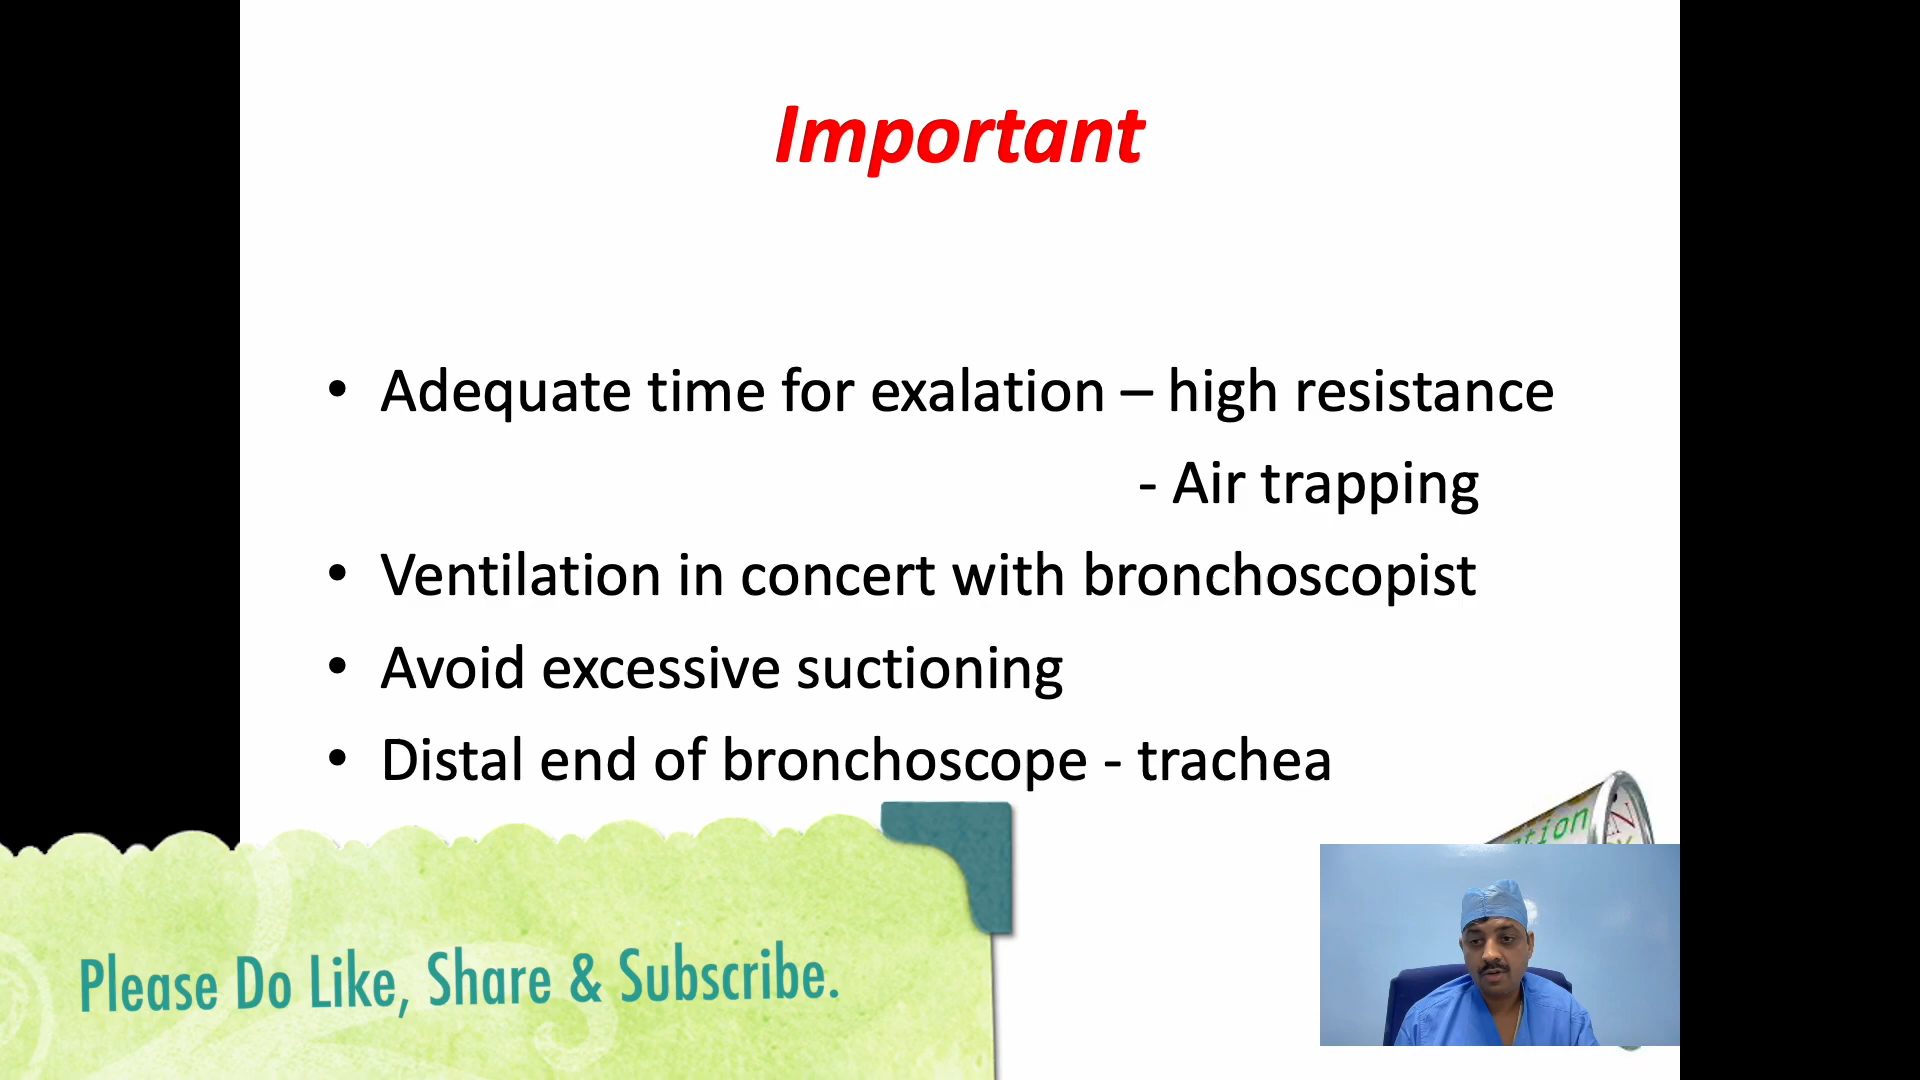 Important
• Adequate time for exalation – high resistance
- Air trapping
• Ventilation in concert with bronchoscopist
• Avoid excessive suctioning
• Distal end of bronchoscope - trachea
Please Do Like, Share & Subscribe.